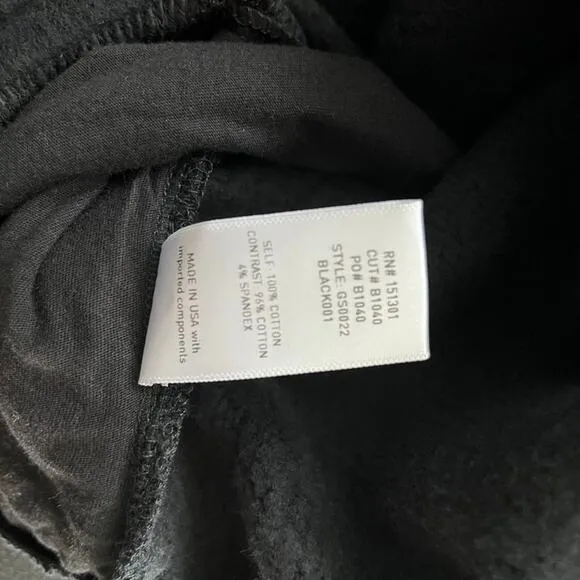 RN# 151301
CUT# B1040
PO# B1040
STYLE: GS0022
BLACK001
SELF: 100% COTTON
CONTRAST: 96% COTTON
4% SPANDEX
MADE IN USA with
imported components